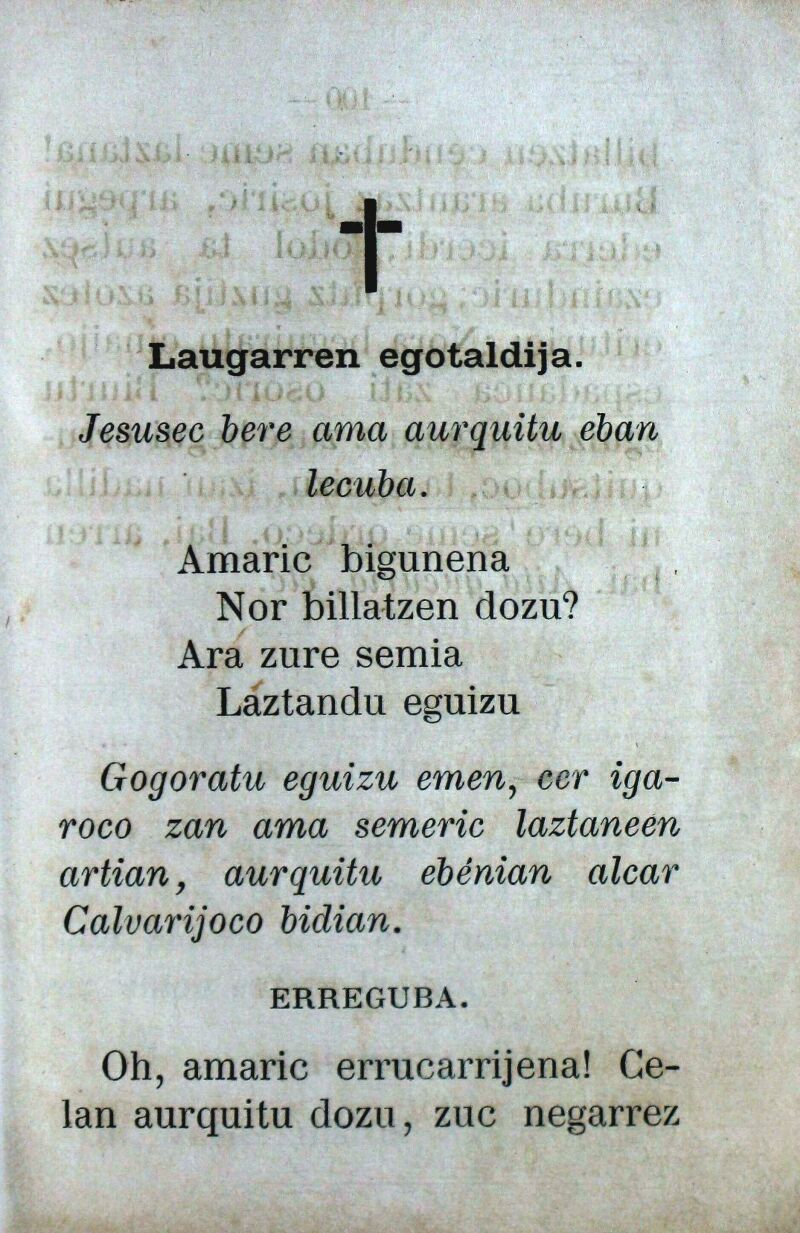 Laugarren egotaldija.
Jesusec bere ama aurquitu eban
lecuba.
Amaric bigunena
Nor billatzen dozu?
Ara zure semia
Laztandu eguizu
Gogoratu eguizu emen, cer iga-
roco zan ama semeric laztaneen
artian, aurquitu ebénian alcar
Calvarijoco bidian.
ERREGUBA.
Oh, amaric errucarrijena! Ce-
lan aurquitu dozu, zuc negarrez